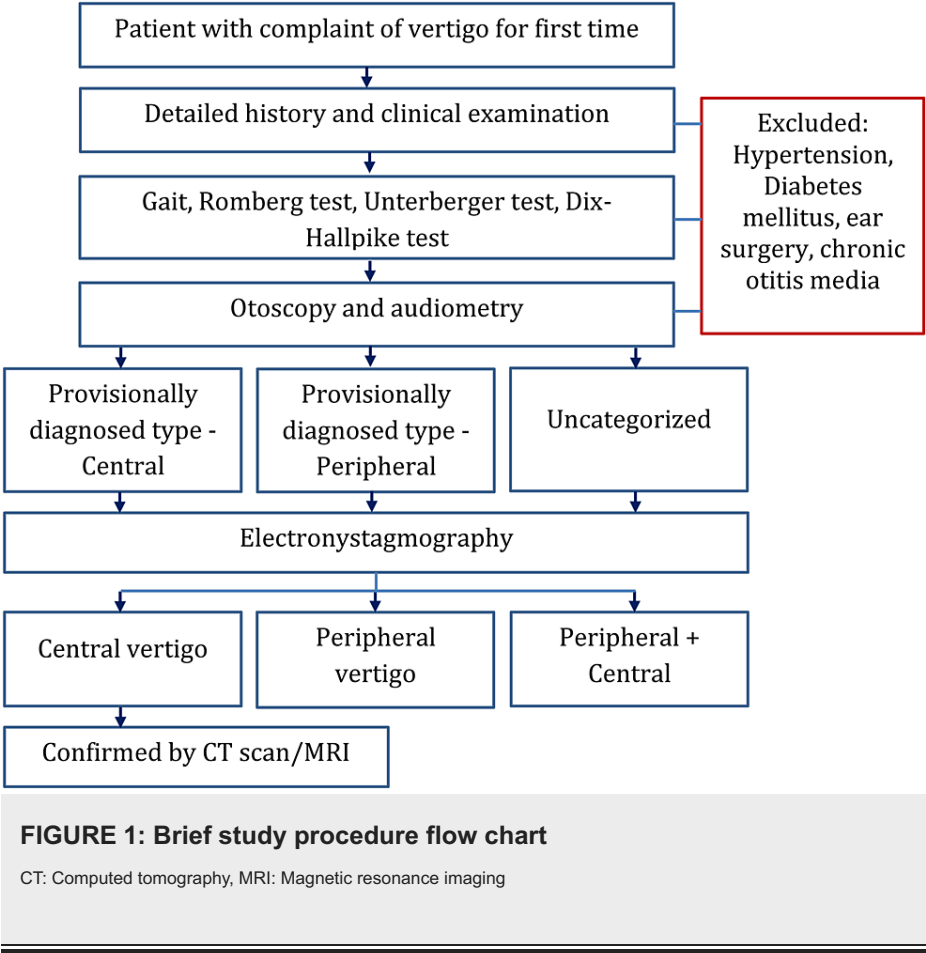 Patient with complaint of vertigo for first time
Detailed history and clinical examination
Excluded:
Hypertension,
Diabetes
mellitus, ear
surgery, chronic
otitis media
Gait, Romberg test, Unterberger test, Dix-
Hallpike test
Otoscopy and audiometry
Provisionally
diagnosed type -
Central
Provisionally
diagnosed type -
Peripheral
Uncategorized
Electronystagmography
Central vertigo
Peripheral
vertigo
Peripheral +
Central
Confirmed by CT scan/MRI
FIGURE 1: Brief study procedure flow chart
CT: Computed tomography, MRI: Magnetic resonance imaging